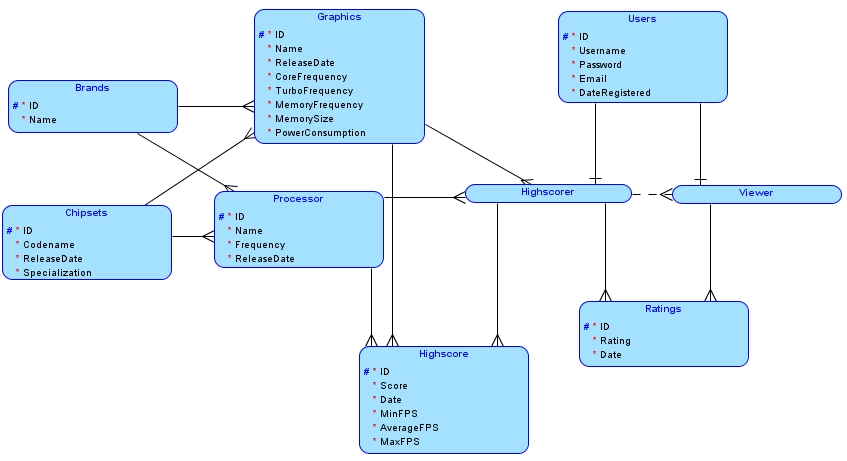 Graphics
# * ID
* Name
* ReleaseDate
* CoreFrequency
* TurboFrequency
* MemoryFrequency
* MemorySize
* PowerConsumption
Users
# * ID
* Username
* Password
* Email
* DateRegistered
Brands
# * ID
* Name
Highscorer
Viewer
Processor
# * ID
* Name
* Frequency
* ReleaseDate
Chipsets
# * ID
* Codename
* ReleaseDate
* Specialization
Ratings
# * ID
* Rating
* Date
Highscore
# * ID
* Score
* Date
* MinFPS
* AverageFPS
* MaxFPS